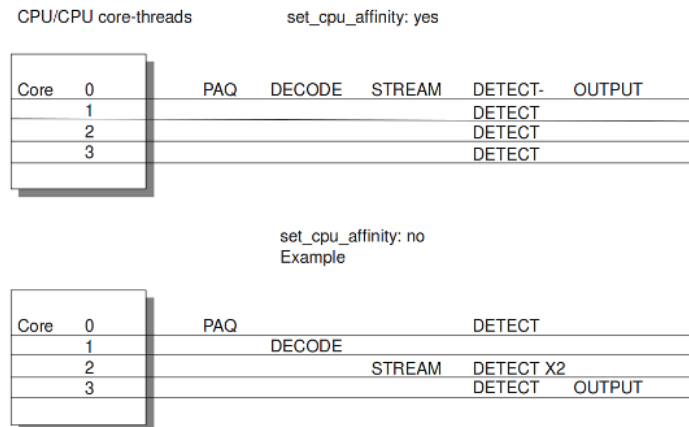 CPU/CPU core-threads set_cpu_affinity: yes
Core 0 PAQ DECODE STREAM DETECT- OUTPUT
1 DETECT
2 DETECT
3 DETECT
set_cpu_affinity: no
Example
Core 0 PAQ DETECT
1 DECODE
2 STREAM DETECT X2
3 DETECT OUTPUT